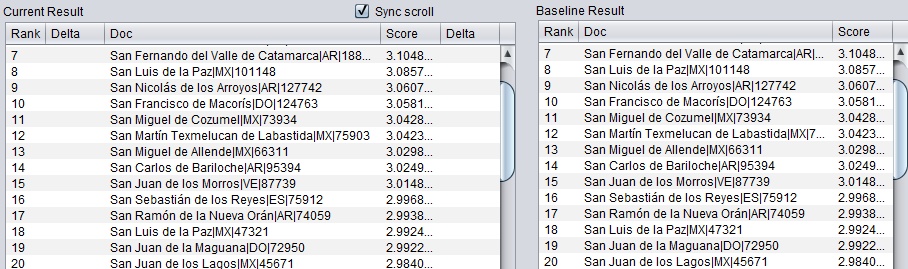 Current Result
Sync scroll
Rank Delta Doc Score Delta
7 San Fernando del Valle de Catamarca|AR|188... 3.1048...
8 San Luis de la Paz|MX|101148 3.0857...
9 San Nicolás de los Arroyos|AR|127742 3.0607...
10 San Francisco de Macorís|DO|124763 3.0581...
11 San Miguel de Cozumel|MX|73934 3.0428...
12 San Martín Texmelucan de Labastida|MX|75903 3.0423...
13 San Miguel de Allende|MX|66311 3.0298...
14 San Carlos de Bariloche|AR|95394 3.0249...
15 San Juan de los Morros|VE|87739 3.0148...
16 San Sebastián de los Reyes|ES|75912 2.9968...
17 San Ramón de la Nueva Orán|AR|74059 2.9938...
18 San Luis de la Paz|MX|47321 2.9924...
19 San Juan de la Maguana|DO|72950 2.9922...
20 San Juan de los Lagos|MX|45671 2.9840...
Baseline Result
Rank Doc Score
7 San Fernando del Valle de Catamarca|AR|... 3.1048...
8 San Luis de la Paz|MX|101148 3.0857...
9 San Nicolás de los Arroyos|AR|127742 3.0607...
10 San Francisco de Macorís|DO|124763 3.0581...
11 San Miguel de Cozumel|MX|73934 3.0428...
12 San Martín Texmelucan de Labastida|MX|7... 3.0423...
13 San Miguel de Allende|MX|66311 3.0298...
14 San Carlos de Bariloche|AR|95394 3.0249...
15 San Juan de los Morros|VE|87739 3.0148...
16 San Sebastián de los Reyes|ES|75912 2.9968...
17 San Ramón de la Nueva Orán|AR|74059 2.9938...
18 San Luis de la Paz|MX|47321 2.9924...
19 San Juan de la Maguana|DO|72950 2.9922...
20 San Juan de los Lagos|MX|45671 2.9840...